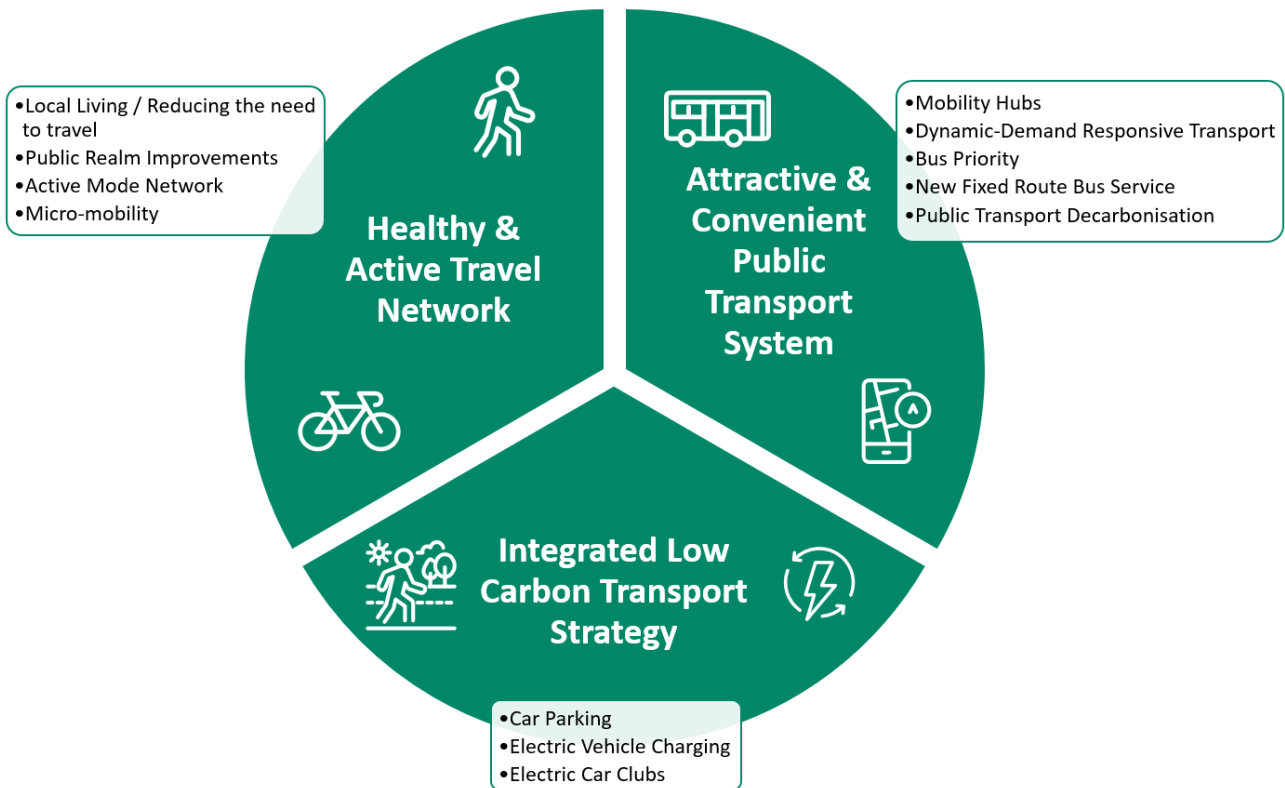 •Local Living / Reducing the need
to travel
•Public Realm Improvements
•Active Mode Network
•Micro-mobility
Healthy &
Active Travel
Network
Attractive &
Convenient
Public
Transport
System
•Mobility Hubs
•Dynamic-Demand Responsive Transport
•Bus Priority
•New Fixed Route Bus Service
•Public Transport Decarbonisation
Integrated Low
Carbon Transport
Strategy
•Car Parking
•Electric Vehicle Charging
•Electric Car Clubs